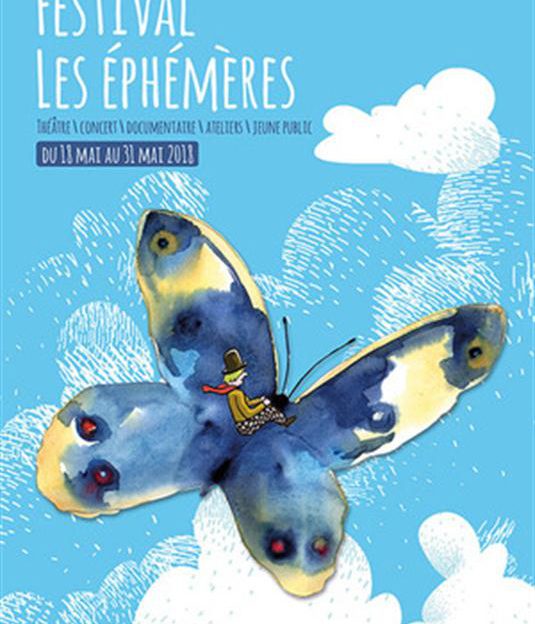 FESTIVAL
LES ÉPHÉMÈRES
THÉÂTRE \ CONCERT \ DOCUMENTAIRE \ ATELIERS \ JEUNE PUBLIC
DU 18 MAI AU 31 MAI 2018